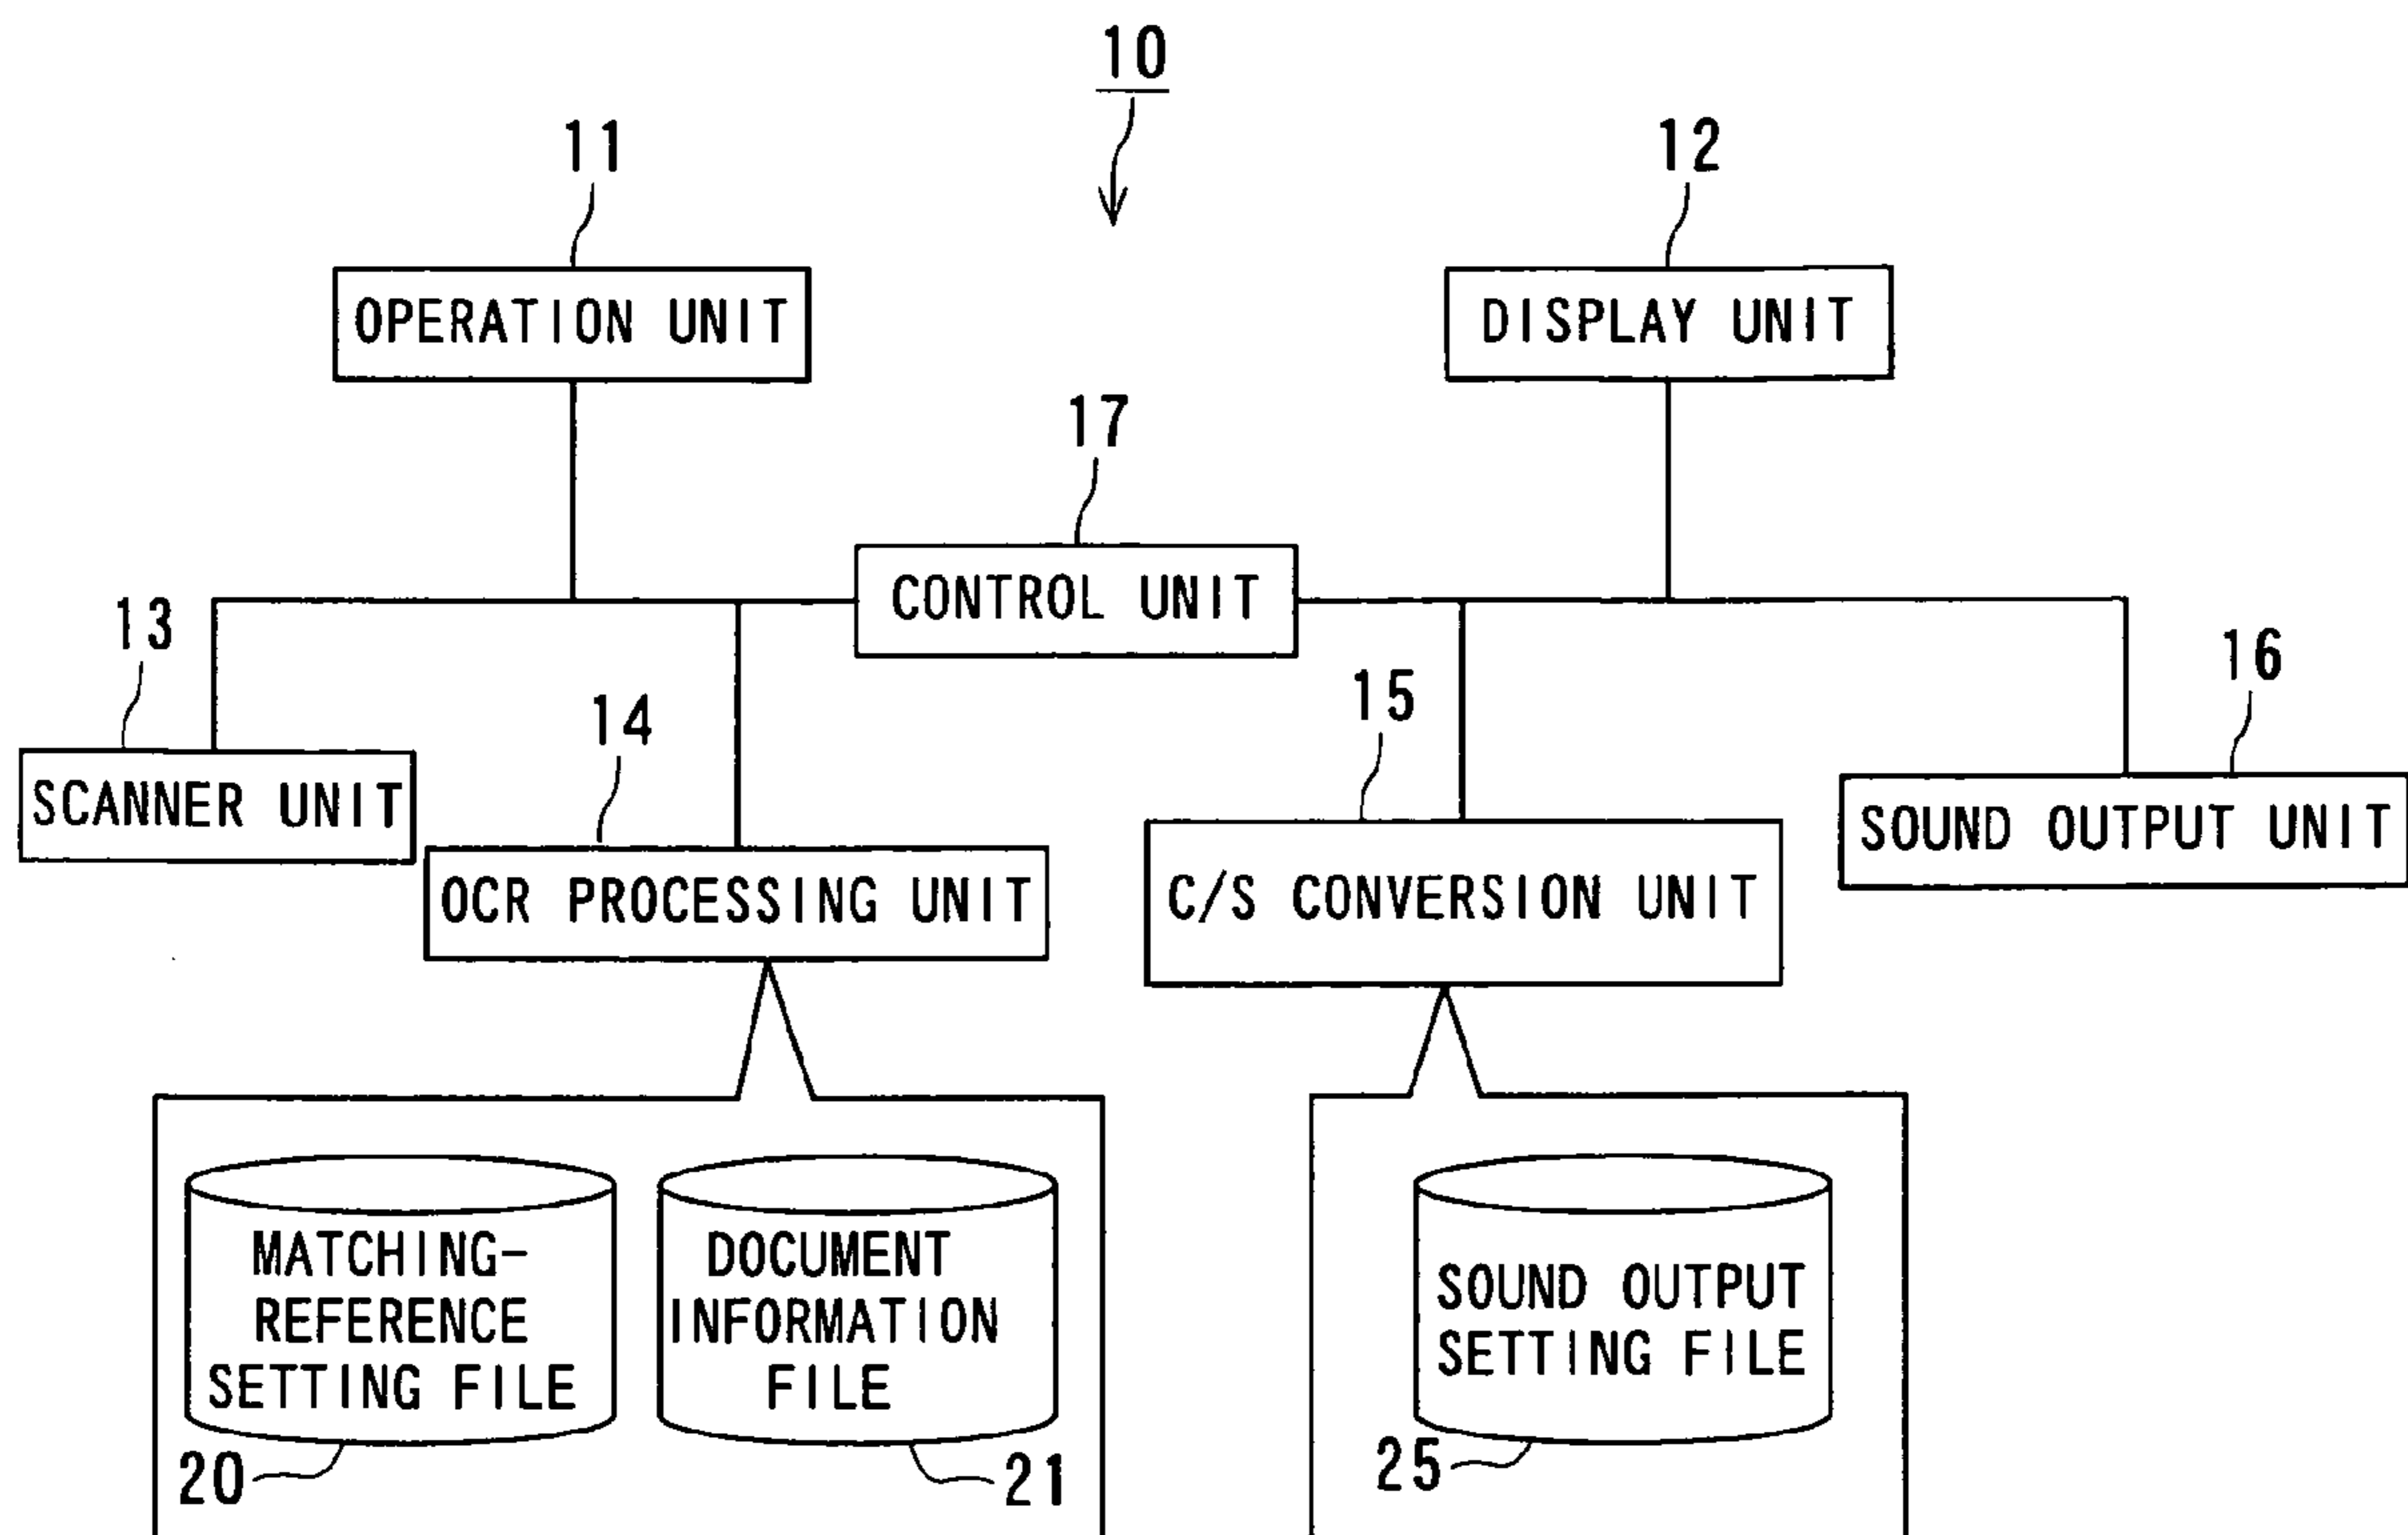 10
11
12
OPERATION UNIT
DISPLAY UNIT
17
CONTROL UNIT
13
16
15
14
SCANNER UNIT
SOUND OUTPUT UNIT
OCR PROCESSING UNIT
C/S CONVERSION UNIT
MATCHING-
REFERENCE
SETTING FILE
DOCUMENT
INFORMATION
FILE
SOUND OUTPUT
SETTING FILE
20
21
25